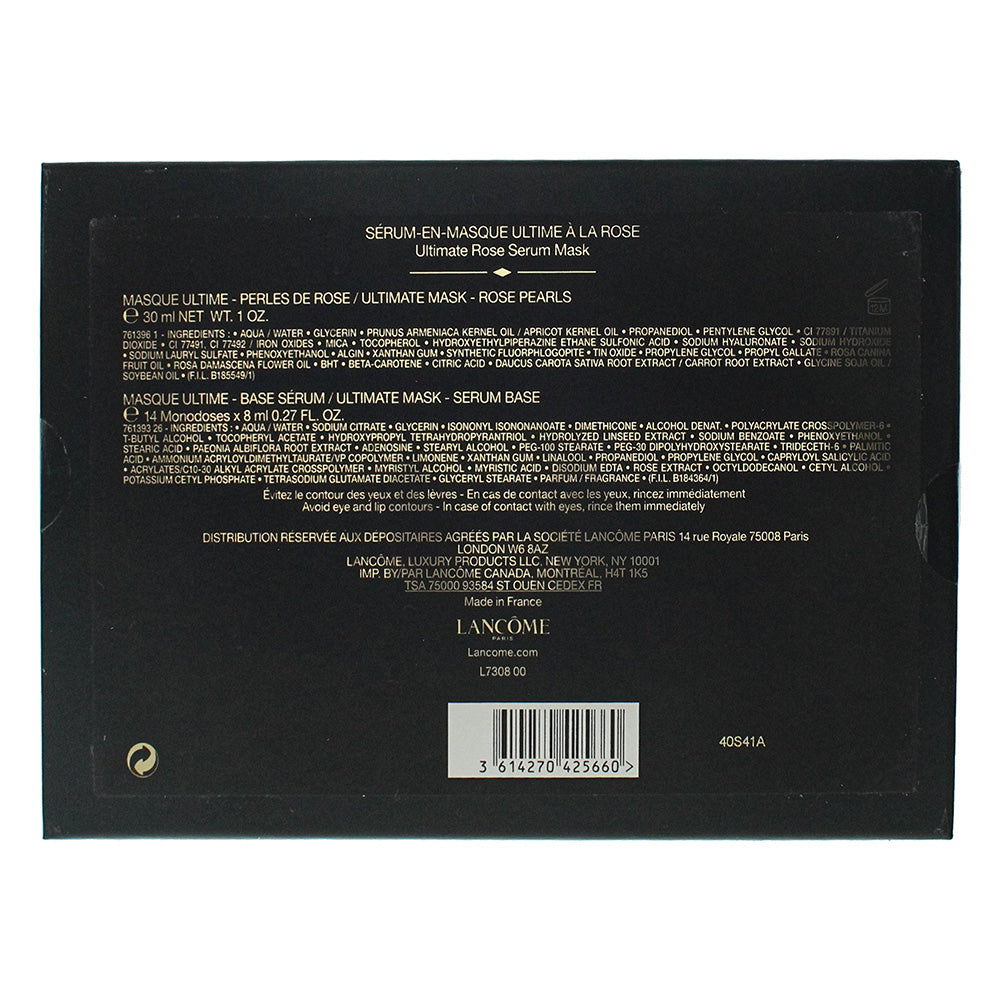 SÉRUM-EN-MASQUE ULTIME À LA ROSE
Ultimate Rose Serum Mask
MASQUE ULTIME - PERLES DE ROSE / ULTIMATE MASK - ROSE PEARLS
℮ 30 ml NET WT. 1 OZ.
12M
761396 1 - INGREDIENTS : • AQUA / WATER • GLYCERIN • PRUNUS ARMENIACA KERNEL OIL / APRICOT KERNEL OIL • PROPANEDIOL • PENTYLENE GLYCOL • CI 77891 / TITANIUM
DIOXIDE • CI 77491, CI 77492 / IRON OXIDES • MICA • TOCOPHEROL • HYDROXYETHYLPIPERAZINE ETHANE SULFONIC ACID • SODIUM HYALURONATE • SODIUM HYDROXIDE
• SODIUM LAURYL SULFATE • PHENOXYETHANOL • ALGIN • XANTHAN GUM • SYNTHETIC FLUORPHLOGOPITE • TIN OXIDE • PROPYLENE GLYCOL • PROPYL GALLATE • ROSA CANINA
FRUIT OIL • ROSA DAMASCENA FLOWER OIL • BHT • BETA-CAROTENE • CITRIC ACID • DAUCUS CAROTA SATIVA ROOT EXTRACT / CARROT ROOT EXTRACT • GLYCINE SOJA OIL /
SOYBEAN OIL • (F.I.L. B185549/1)
MASQUE ULTIME - BASE SÉRUM / ULTIMATE MASK - SERUM BASE
℮ 14 Monodoses x 8 ml 0.27 FL. OZ.
761393 26 - INGREDIENTS : • AQUA / WATER • SODIUM CITRATE • GLYCERIN • ISONONYL ISONONANOATE • DIMETHICONE • ALCOHOL DENAT. • POLYACRYLATE CROSSPOLYMER-6 •
T-BUTYL ALCOHOL • TOCOPHERYL ACETATE • HYDROXYPROPYL TETRAHYDROPYRANTRIOL • HYDROLYZED LINSEED EXTRACT • SODIUM BENZOATE • PHENOXYETHANOL •
STEARIC ACID • PAEONIA ALBIFLORA ROOT EXTRACT • ADENOSINE • STEARYL ALCOHOL • PEG-100 STEARATE • PEG-30 DIPOLYHYDROXYSTEARATE • TRIDECETH-6 • PALMITIC
ACID • AMMONIUM ACRYLOYLDIMETHYLTAURATE/VP COPOLYMER • LIMONENE • XANTHAN GUM • LINALOOL • PROPANEDIOL • PROPYLENE GLYCOL • CAPRYLOYL SALICYLIC ACID
• ACRYLATES/C10-30 ALKYL ACRYLATE CROSSPOLYMER • MYRISTYL ALCOHOL • MYRISTIC ACID • DISODIUM EDTA • ROSE EXTRACT • OCTYLDODECANOL • CETYL ALCOHOL •
POTASSIUM CETYL PHOSPHATE • TETRASODIUM GLUTAMATE DIACETATE • GLYCERYL STEARATE • PARFUM / FRAGRANCE • (F.I.L. B184364/1)
Évitez le contour des yeux et des lèvres - En cas de contact avec les yeux, rincez immédiatement
Avoid eye and lip contours - In case of contact with eyes, rince them immediately
DISTRIBUTION RÉSERVÉE AUX DÉPOSITAIRES AGRÉÉS PAR LA SOCIÉTÉ LANCÔME PARIS 14 rue Royale 75008 Paris
LONDON W6 8AZ
LANCÔME, LUXURY PRODUCTS LLC. NEW YORK, NY 10001
IMP. BY/PAR LANCÔME CANADA, MONTRÉAL, H4T 1K5
TSA 75000 93584 ST OUEN CEDEX FR
Made in France
LANCÔME
PARIS
Lancome.com
L7308 00
40S41A
3 614270 425660 >